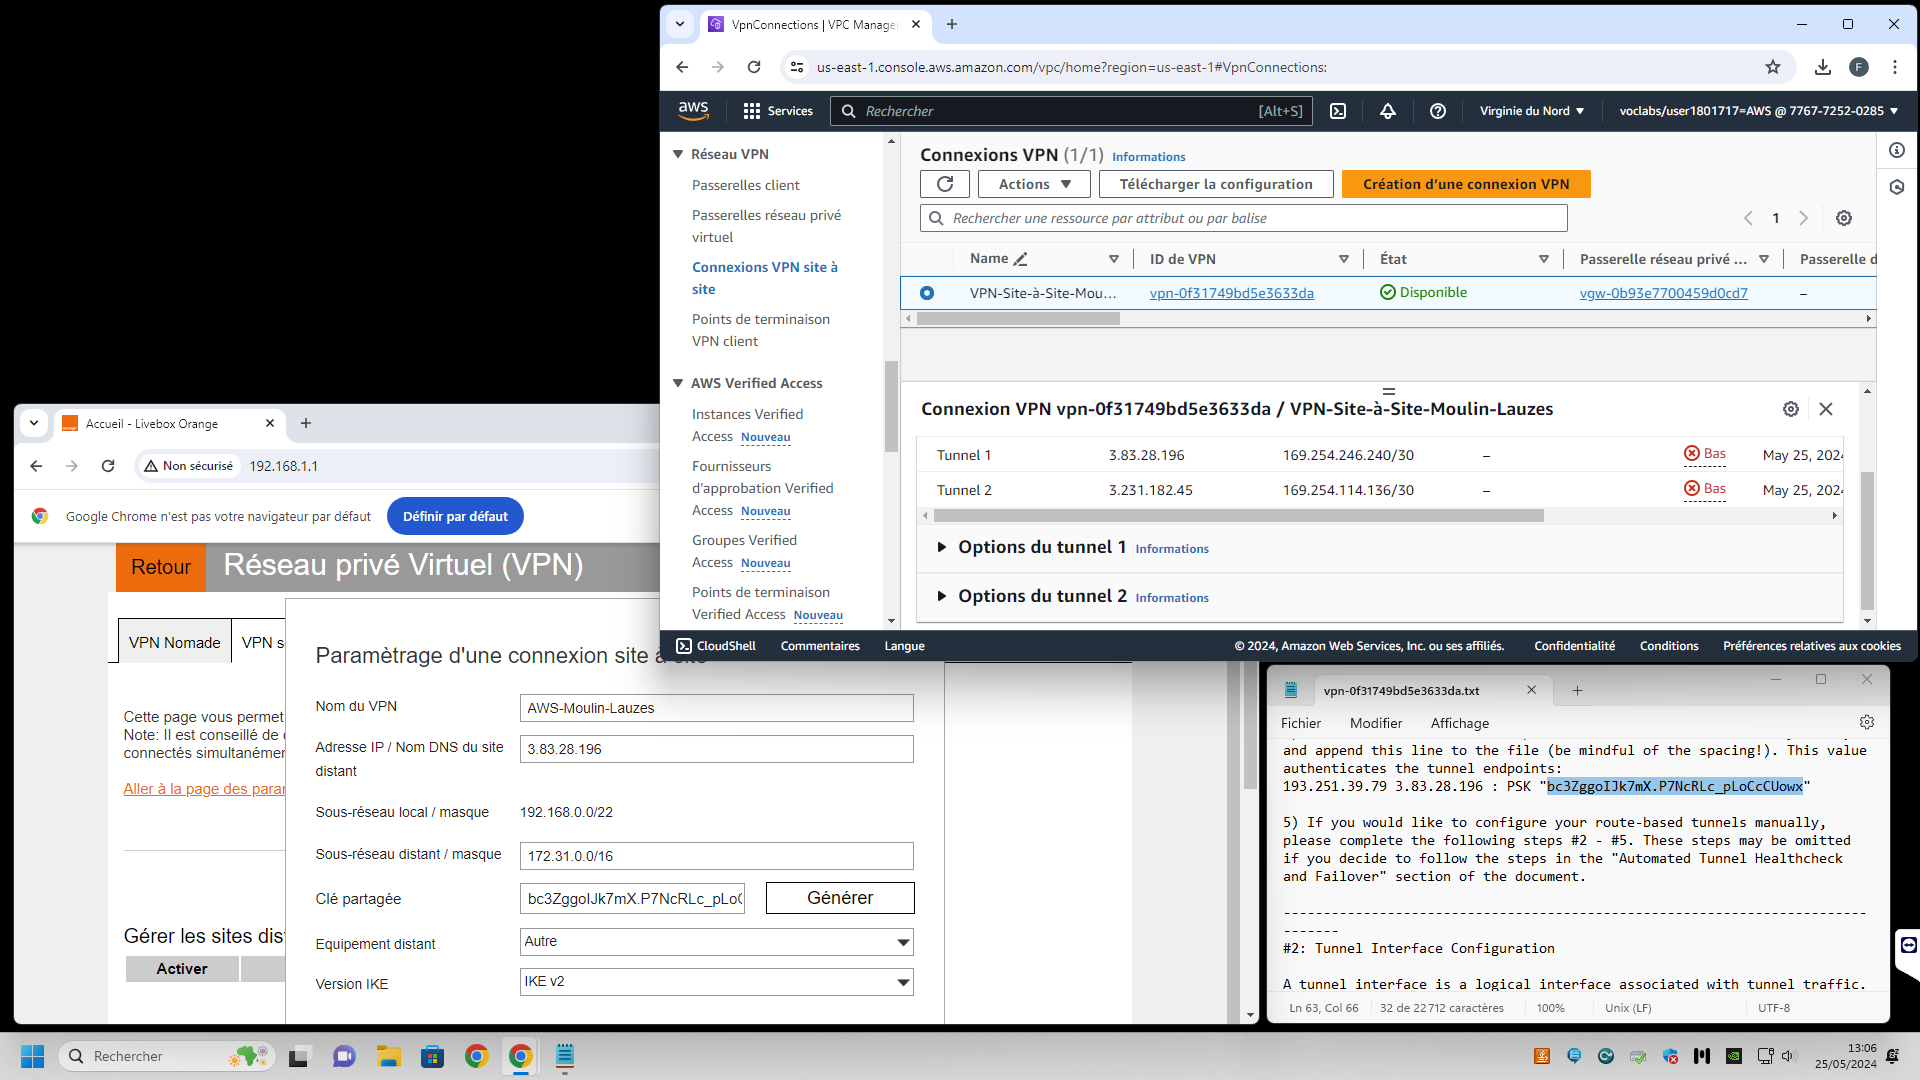 VpnConnections | VPC Manage
us-east-1.console.aws.amazon.com/vpc/home?region=us-east-1#VpnConnections:
F
aws
Services
Rechercher
[Alt+S]
Virginie du Nord
voclabs/user1801717=AWS @ 7767-7252-0285
Réseau VPN
Passerelles client
Passerelles réseau privé
virtuel
Connexions VPN site à
site
Points de terminaison
VPN client
AWS Verified Access
Instances Verified
Access Nouveau
Fournisseurs
d'approbation Verified
Access Nouveau
Groupes Verified
Access Nouveau
Points de terminaison
Verified Access Nouveau
Connexions VPN (1/1) Informations
Actions
Télécharger la configuration
Création d'une connexion VPN
Rechercher une ressource par attribut ou par balise
1
Name
ID de VPN
État
Passerelle réseau privé ...
Passerelle d
VPN-Site-à-Site-Mou...
vpn-0f31749bd5e3633da
Disponible
vgw-0b93e7700459d0cd7
–
Connexion VPN vpn-0f31749bd5e3633da / VPN-Site-à-Site-Moulin-Lauzes
Tunnel 1
3.83.28.196
169.254.246.240/30
–
Bas
May 25, 2024
Tunnel 2
3.231.182.45
169.254.114.136/30
–
Bas
May 25, 2024
Options du tunnel 1 Informations
Options du tunnel 2 Informations
CloudShell
Commentaires
Langue
© 2024, Amazon Web Services, Inc. ou ses affiliés.
Confidentialité
Conditions
Préférences relatives aux cookies
Accueil - Livebox Orange
Non sécurisé
192.168.1.1
Google Chrome n'est pas votre navigateur par défaut
Définir par défaut
Retour
Réseau privé Virtuel (VPN)
VPN Nomade
VPN s
Cette page vous permet
Note: Il est conseillé de
connectés simultanémer
Aller à la page des parar
Gérer les sites dis
Activer
Paramètrage d'une connexion site à site
Nom du VPN
AWS-Moulin-Lauzes
Adresse IP / Nom DNS du site
distant
3.83.28.196
Sous-réseau local / masque
192.168.0.0/22
Sous-réseau distant / masque
172.31.0.0/16
Clé partagée
bc3ZggoIJk7mX.P7NcRLc_pLoC
Générer
Equipement distant
Autre
Version IKE
IKE v2
vpn-0f31749bd5e3633da.txt
Fichier
Modifier
Affichage
and append this line to the file (be mindful of the spacing!). This value
authenticates the tunnel endpoints:
193.251.39.79 3.83.28.196 : PSK "bc3ZggoIJk7mX.P7NcRLc_pLoCcCUowx"
5) If you would like to configure your route-based tunnels manually,
please complete the following steps #2 - #5. These steps may be omitted
if you decide to follow the steps in the "Automated Tunnel Healthcheck
and Failover" section of the document.
--------------------------------------------------------------------------
-------
#2: Tunnel Interface Configuration
A tunnel interface is a logical interface associated with tunnel traffic.
Ln 63, Col 66
32 de 22 712 caractères
100%
Unix (LF)
UTF-8
Rechercher
13:06
25/05/2024